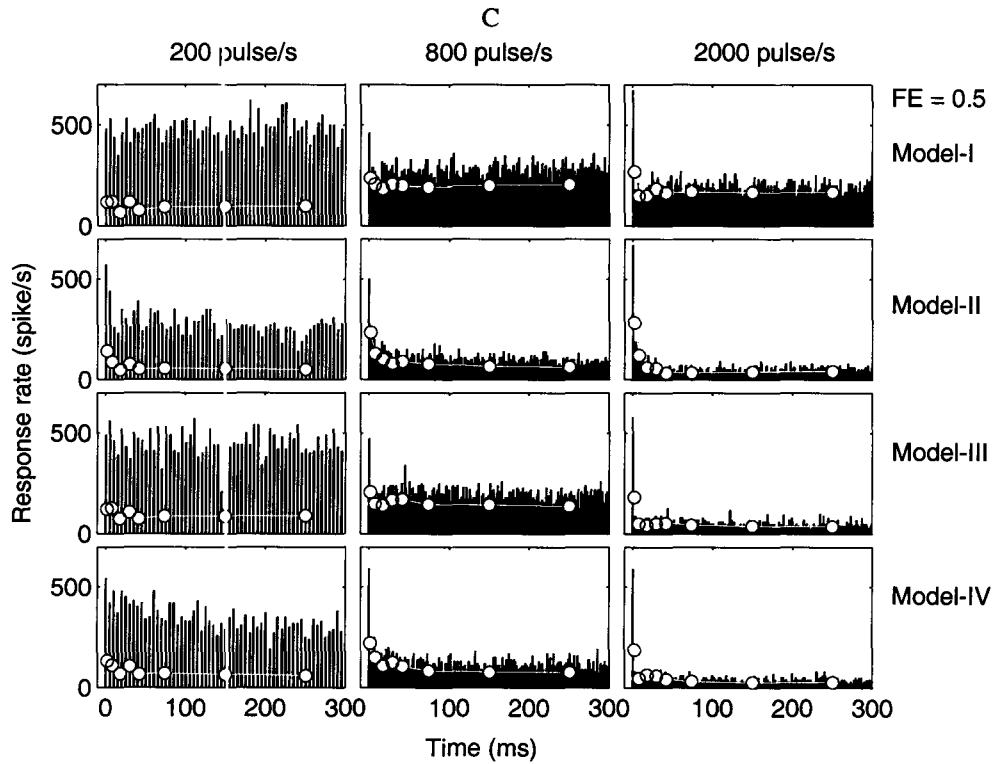 C
200 pulse/s 800 pulse/s 2000 pulse/s
FE = 0.5
500
Model-I
0
500
Model-II
0
500
Model-III
0
500
Model-IV
0
0 100 200 300 100 200 300 100 200 300
Response rate (spike/s)
Time (ms)